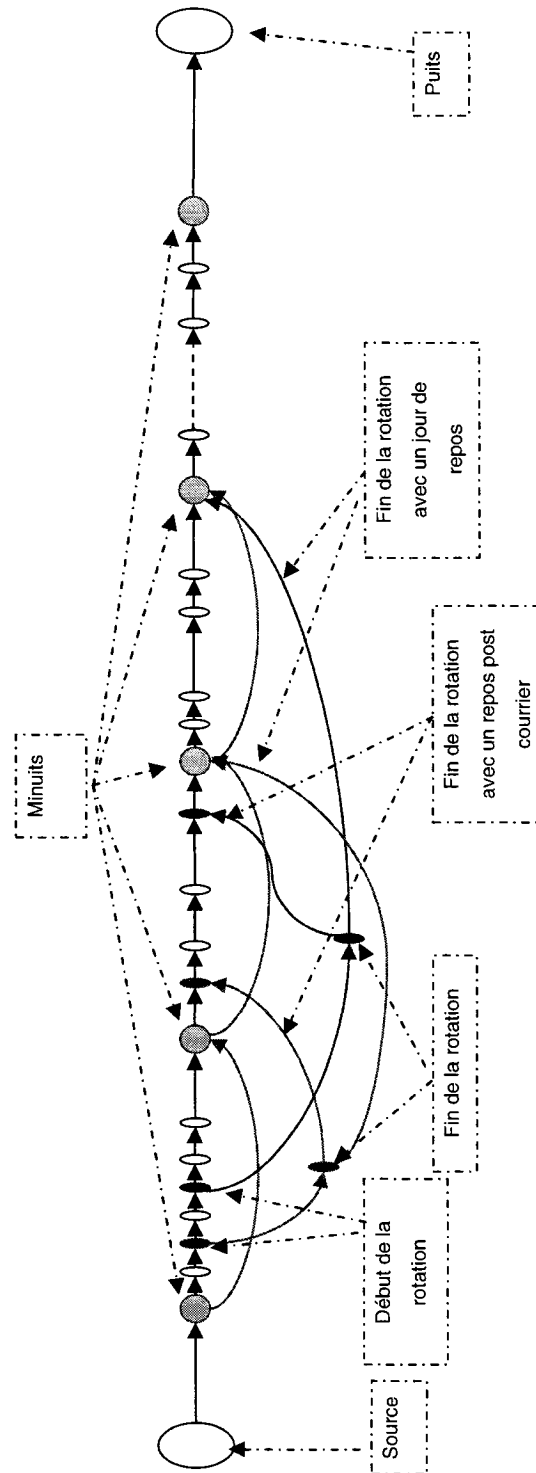 Source
Début de la
rotation
Fin de la rotation
Minuits
Fin de la rotation
avec un repos post
courrier
Fin de la rotation
avec un jour de
repos
Puits